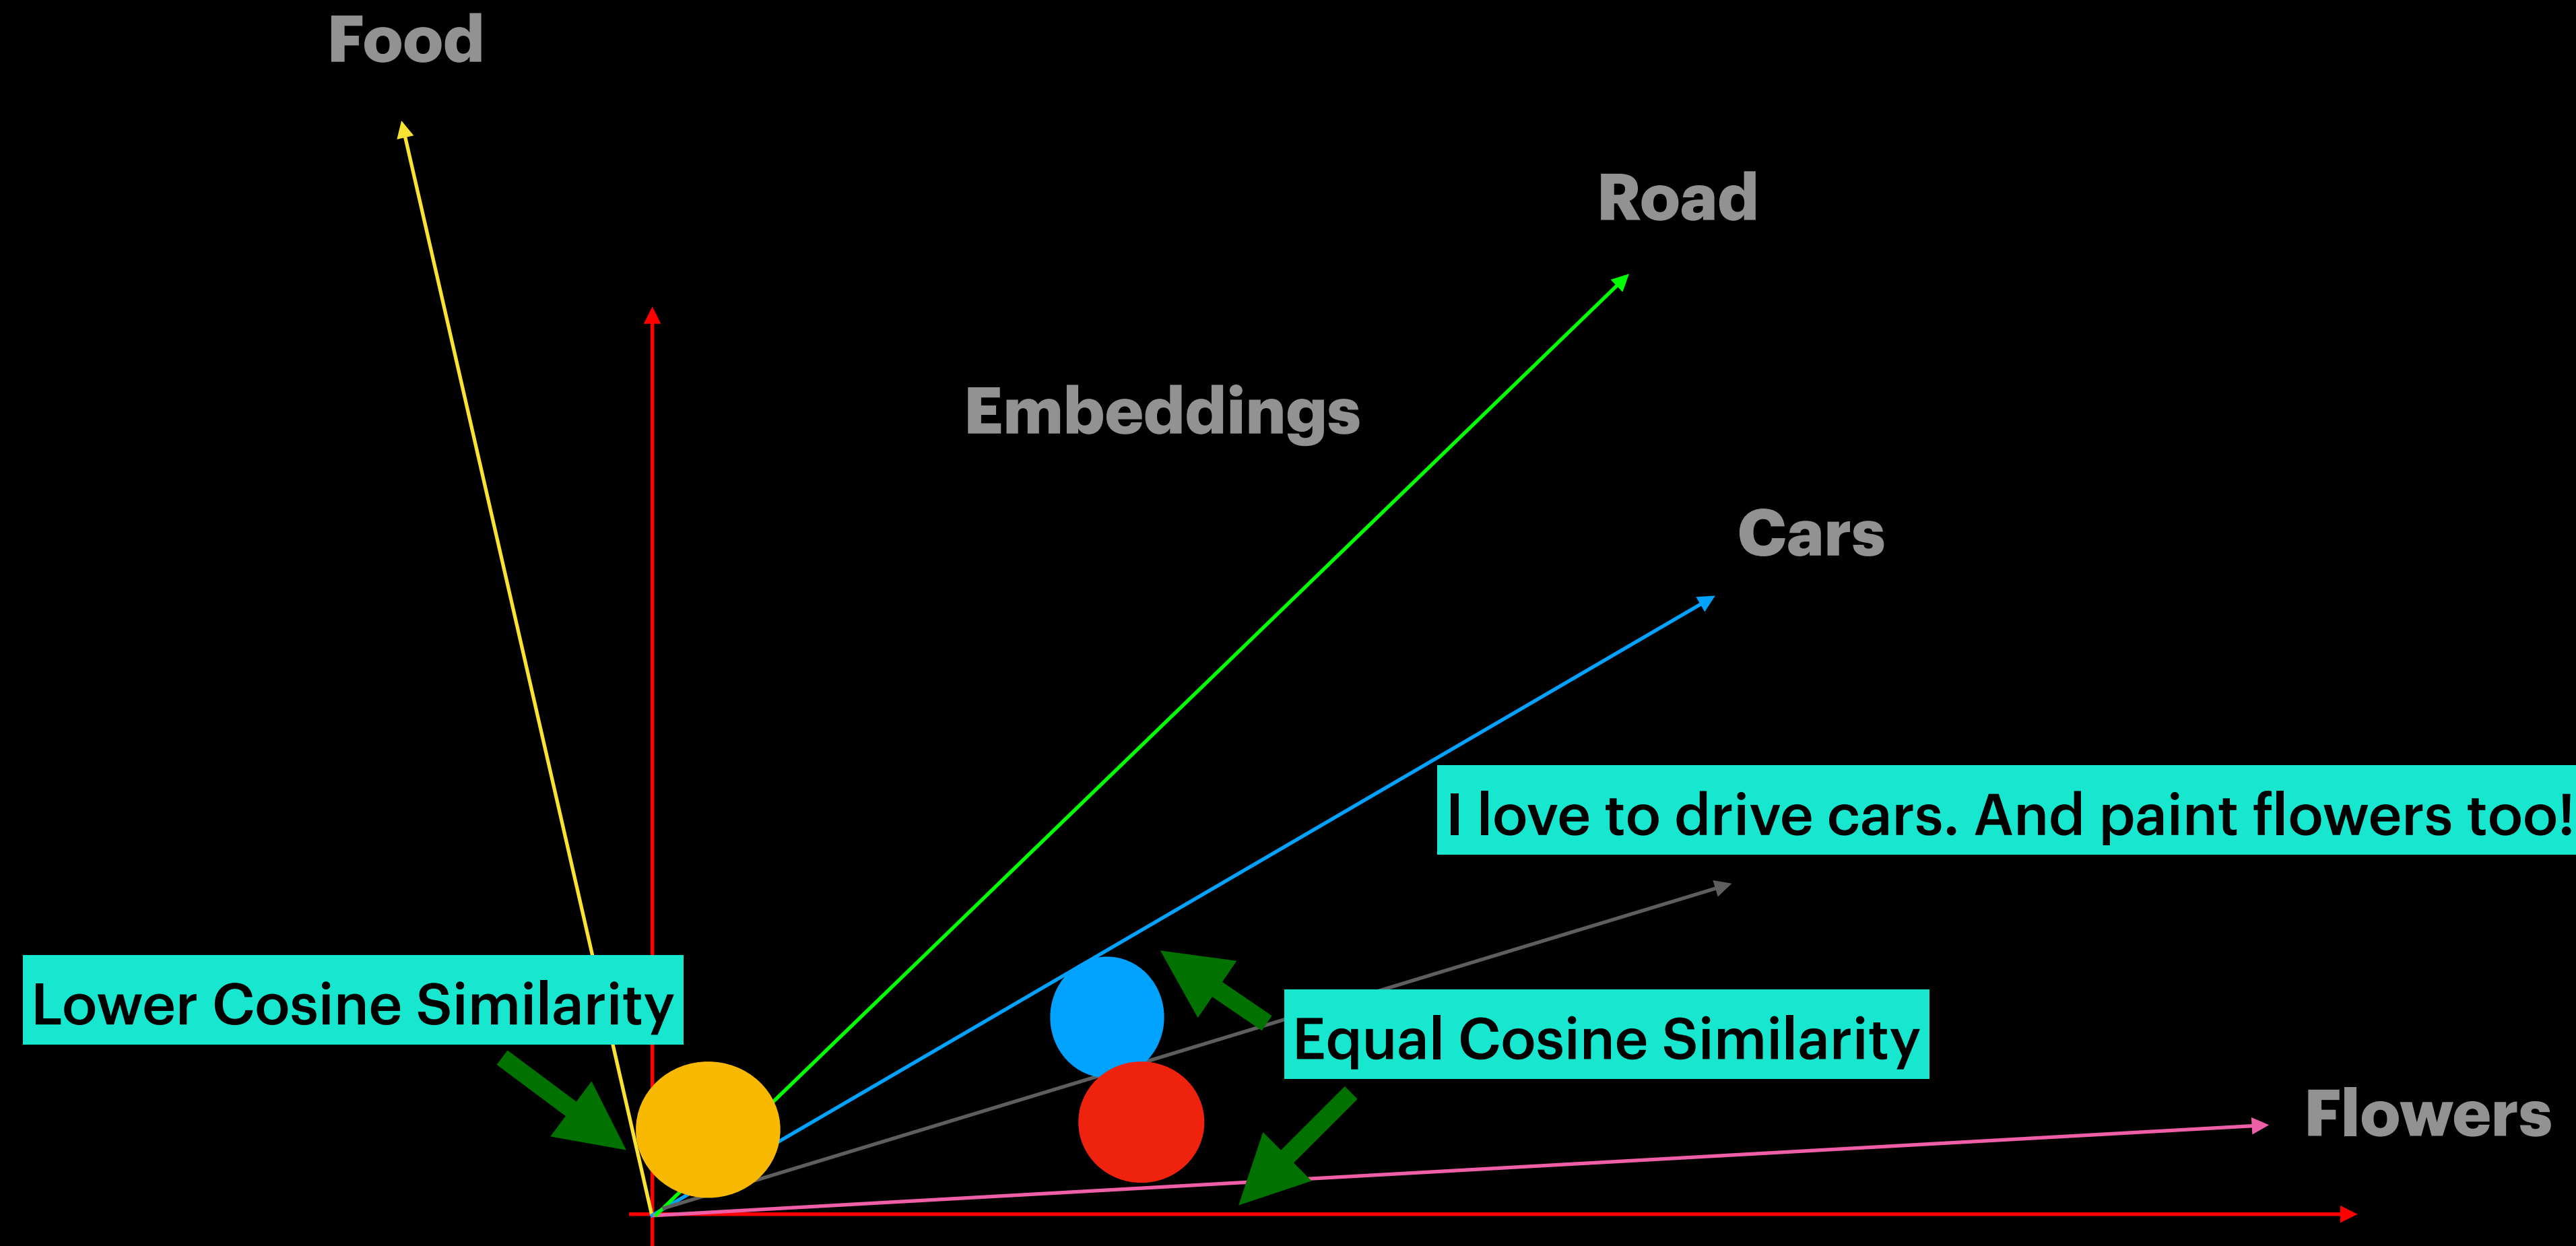 Food
Road
Embeddings
Cars
I love to drive cars. And paint flowers too!
Lower Cosine Similarity
Equal Cosine Similarity
Flowers